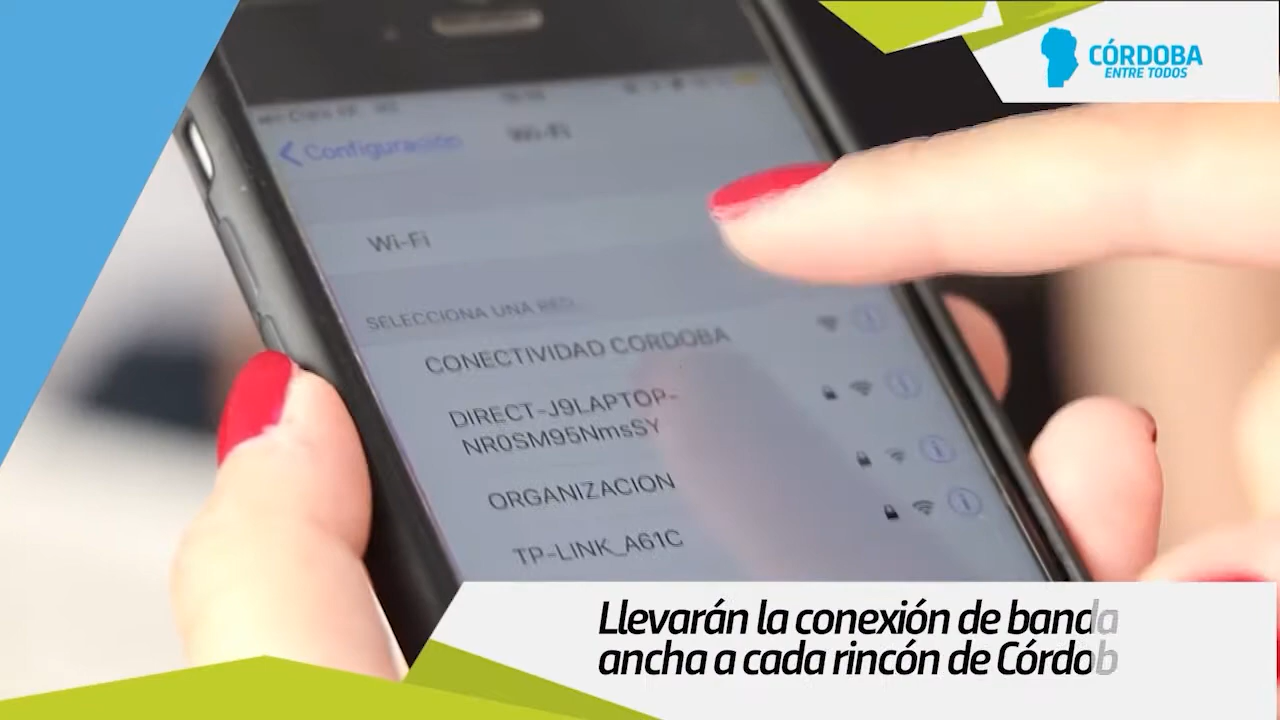 CÓRDOBA
ENTRE TODOS
Configuración
Wi-Fi
Wi-Fi
SELECCIONA UNA RED...
CONECTIVIDAD CORDOBA
DIRECT-J9LAPTOP-
NR0SM95NmsSY
ORGANIZACION
TP-LINK_A61C
Llevarán la conexión de banda
ancha a cada rincón de Córdob